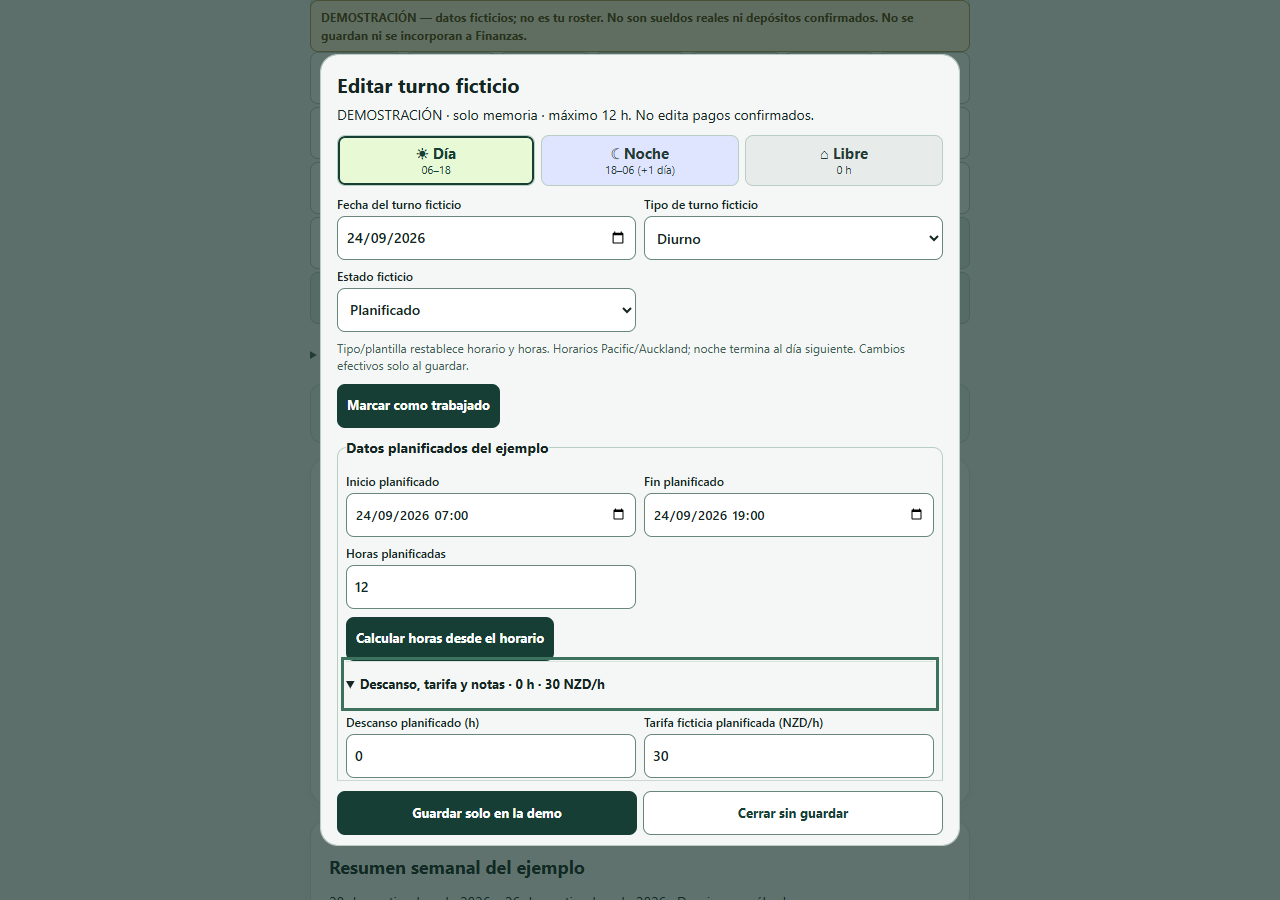 DEMOSTRACIÓN — datos ficticios; no es tu roster. No son sueldos reales ni depósitos confirmados. No se
guardan ni se incorporan a Finanzas.
Editar turno ficticio
DEMOSTRACIÓN · solo memoria · máximo 12 h. No edita pagos confirmados.
☀ Día
06–18
☾ Noche
18–06 (+1 día)
⌂ Libre
0 h
Fecha del turno ficticio
Tipo de turno ficticio
24/09/2026
Diurno
Estado ficticio
Planificado
Tipo/plantilla restablece horario y horas. Horarios Pacific/Auckland; noche termina al día siguiente. Cambios
efectivos solo al guardar.
Marcar como trabajado
Datos planificados del ejemplo
Inicio planificado
Fin planificado
24/09/2026 07:00
24/09/2026 19:00
Horas planificadas
12
Calcular horas desde el horario
▼ Descanso, tarifa y notas · 0 h · 30 NZD/h
Descanso planificado (h)
Tarifa ficticia planificada (NZD/h)
0
30
Guardar solo en la demo
Cerrar sin guardar
Resumen semanal del ejemplo